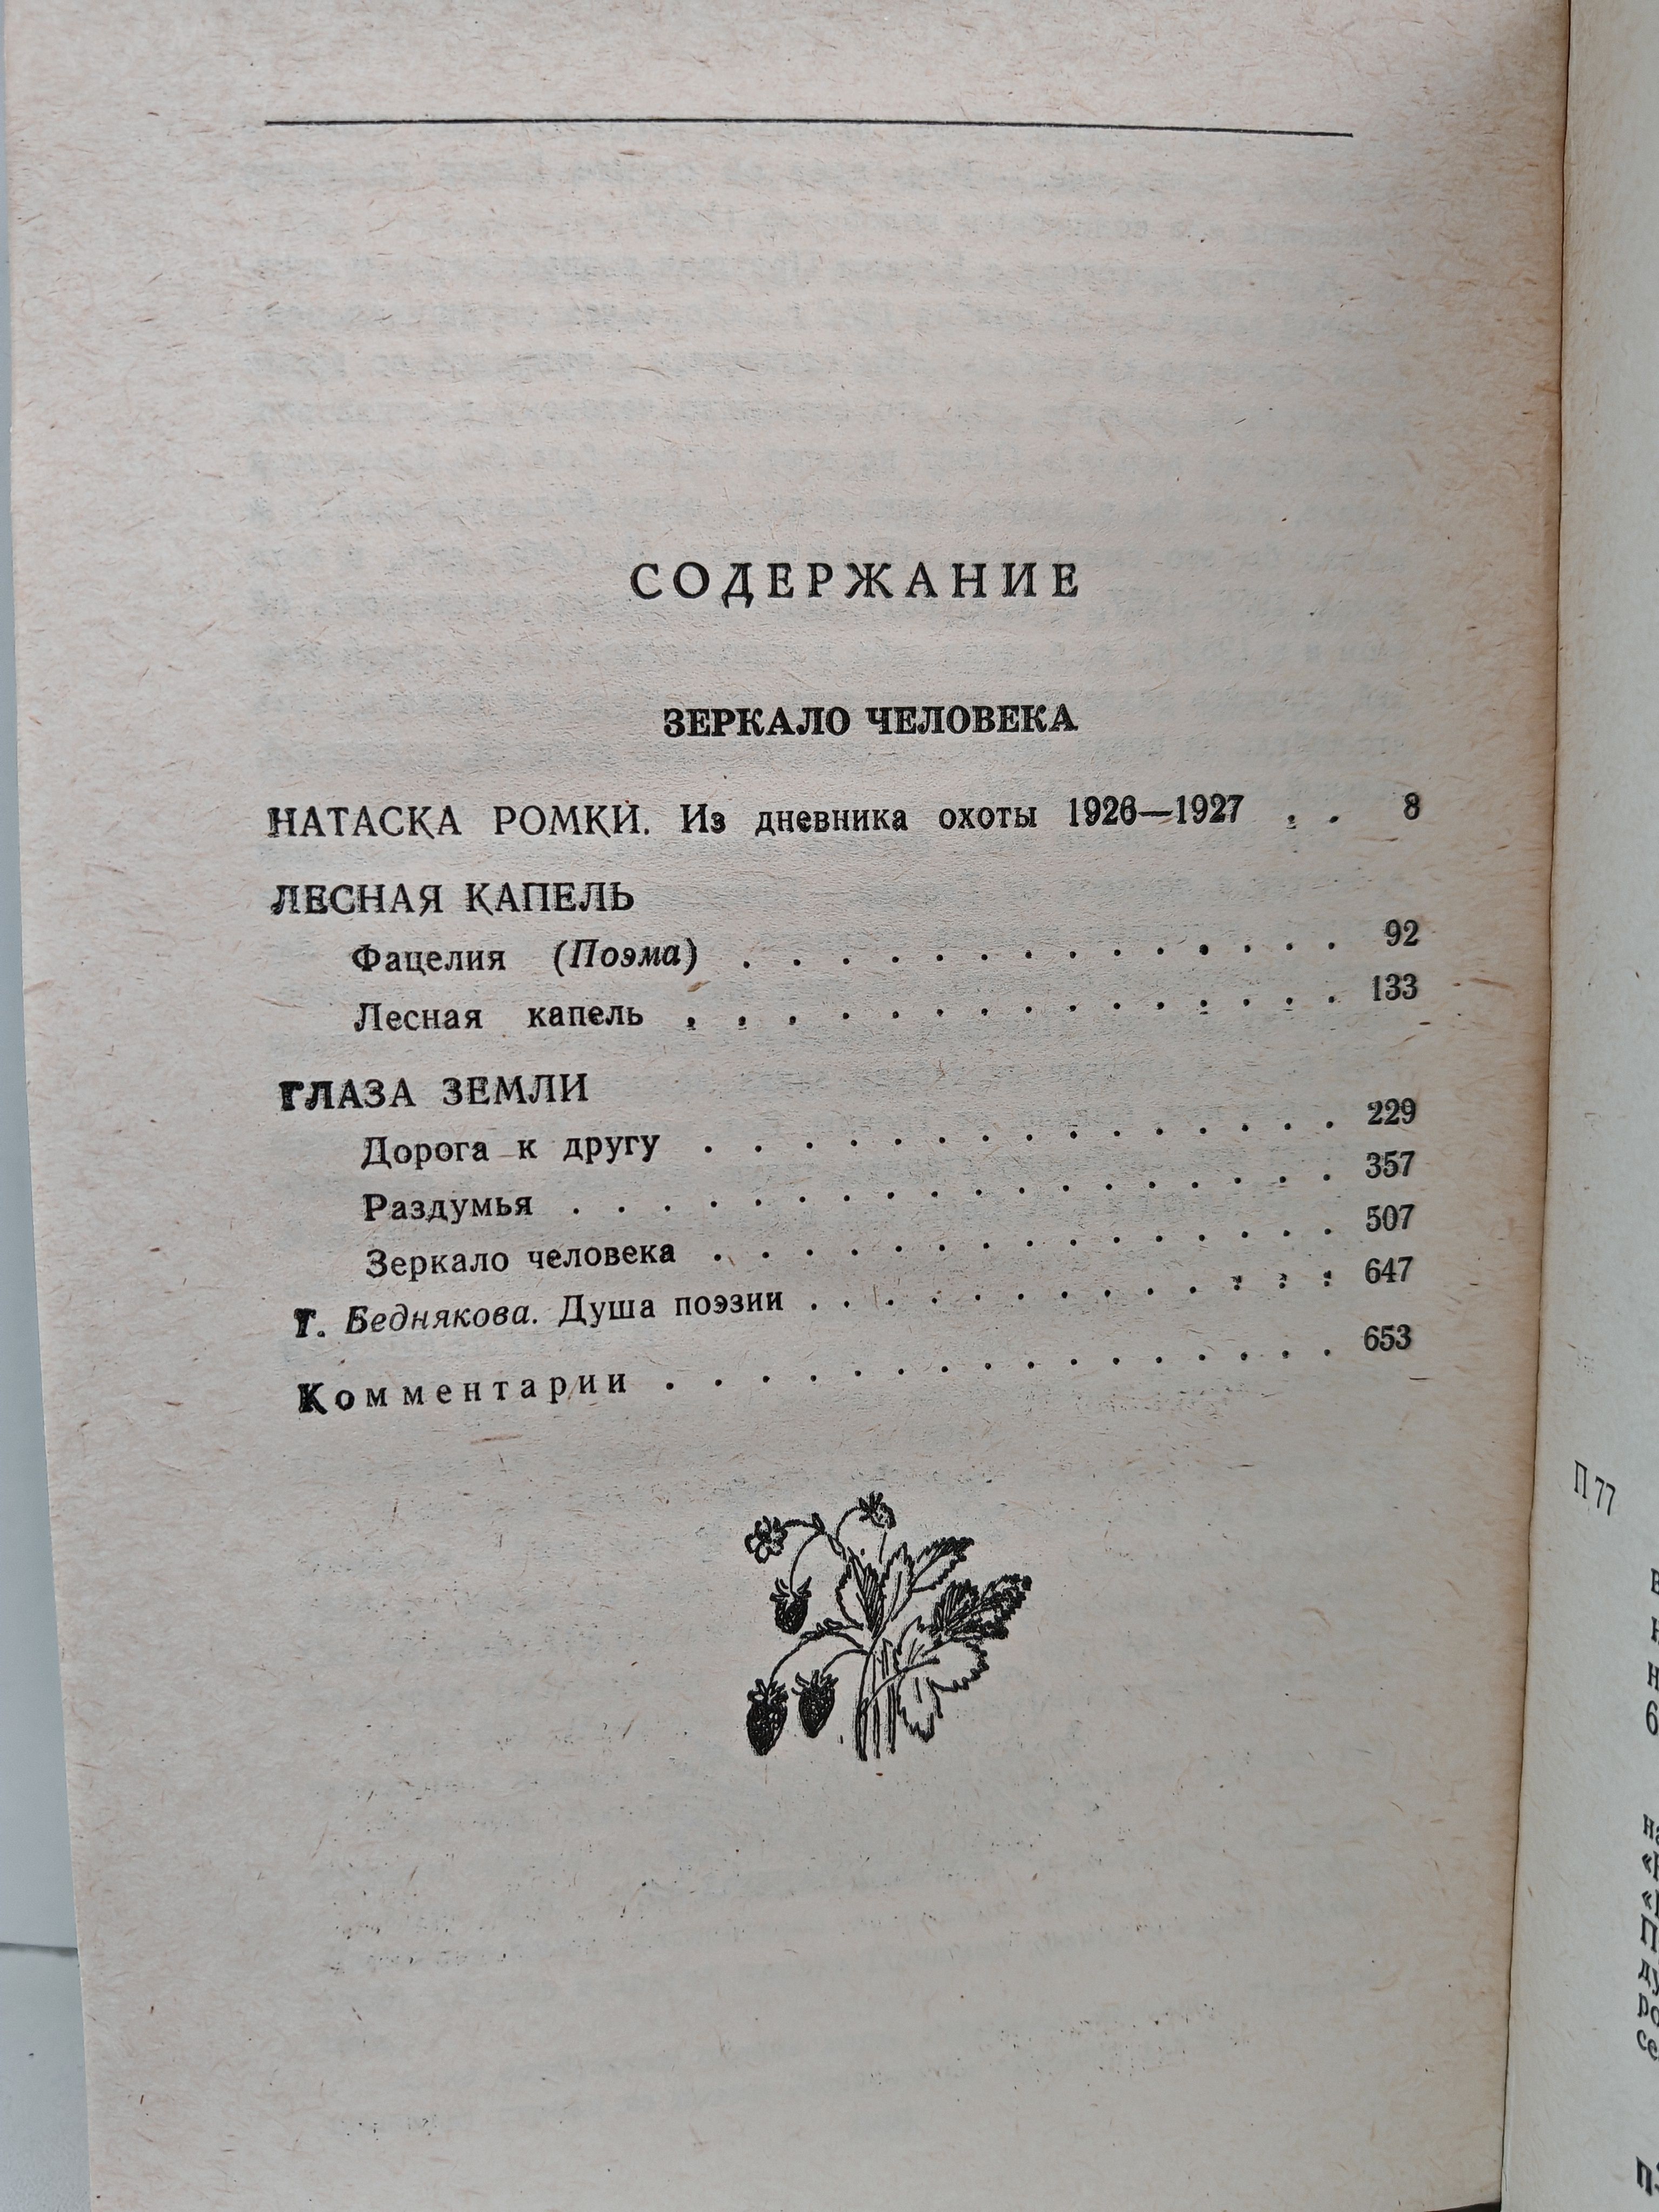 СОДЕРЖАНИЕ
ЗЕРКАЛО ЧЕЛОВЕКА
НАТАСКА РОМКИ. Из дневника охоты 1926—1927 . . 8
ЛЕСНАЯ КАПЕЛЬ
Фацелия (Поэма) . . . . . . . . . . . . . 92
Лесная капель . . . . . . . . . . . . . . 133
ГЛАЗА ЗЕМЛИ
Дорога к другу . . . . . . . . . . . . . . 229
Раздумья . . . . . . . . . . . . . . . . . 357
Зеркало человека . . . . . . . . . . . . . . 507
Т. Беднякова. Душа поэзии . . . . . . . . . . . . 647
Комментарии . . . . . . . . . . . . . . . 653
П 77